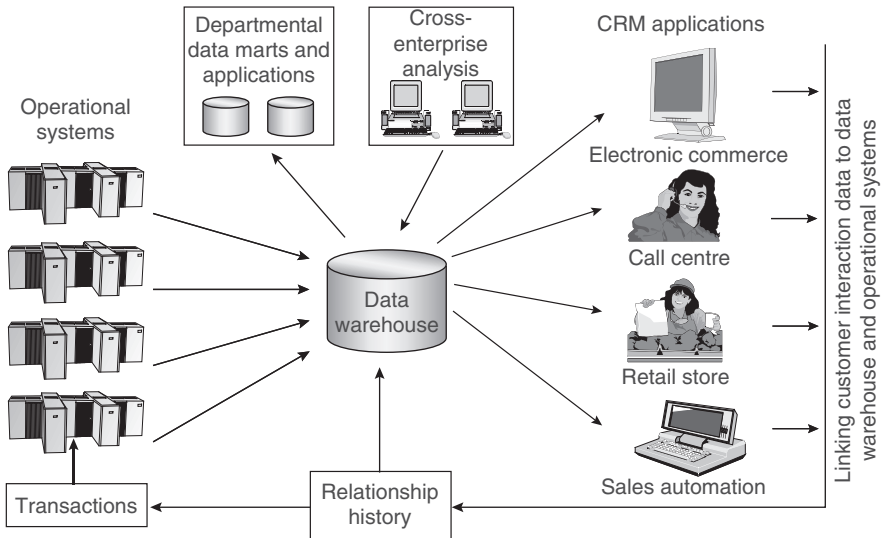 Departmental
data marts and
applications
Cross-
enterprise
analysis
CRM applications
Operational
systems
Electronic commerce
Call centre
Data
warehouse
Retail store
Sales automation
Transactions
Relationship
history
Linking customer interaction data to data
warehouse and operational systems